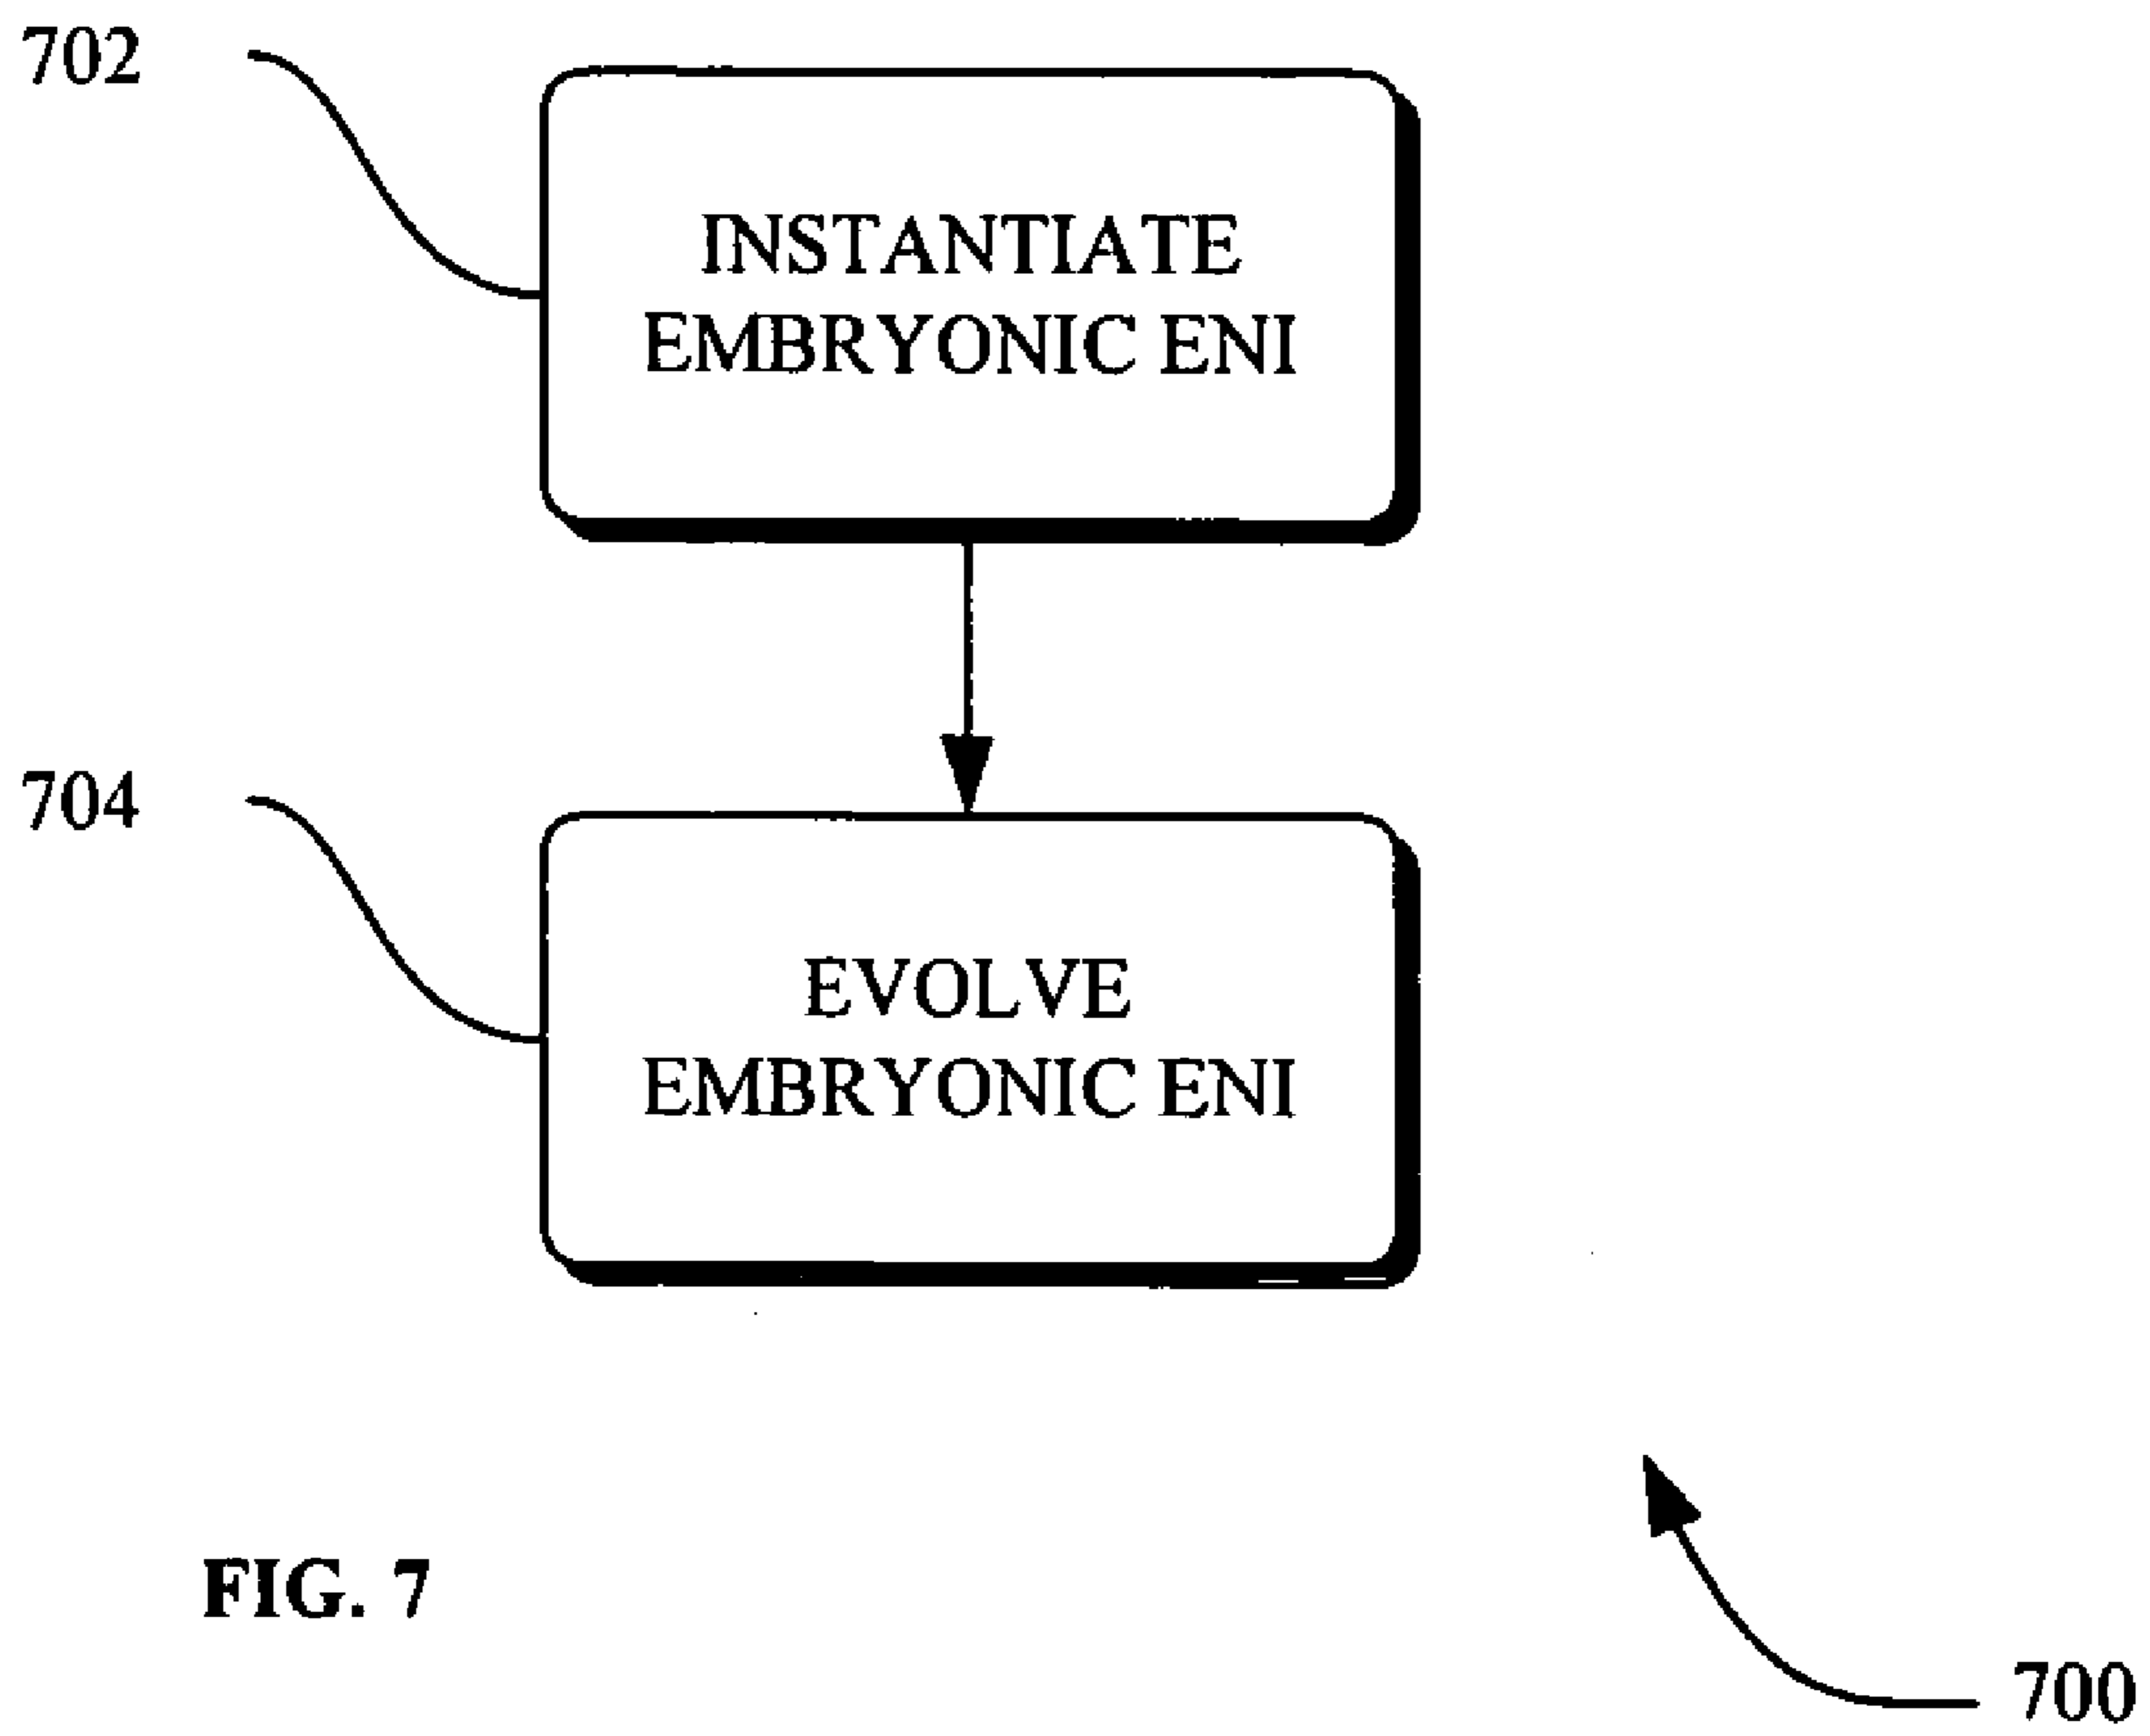 702
INSTANTIATE
EMBRYONIC ENI
704
EVOLVE
EMBRYONIC ENI
FIG. 7
700